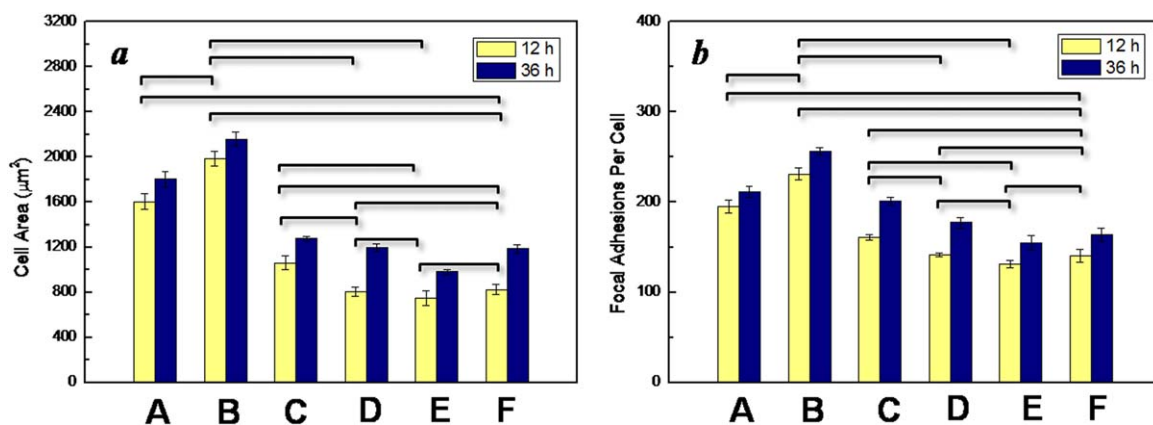 a
12 h
36 h
Cell Area (μm²)
3200
2800
2400
2000
1600
1200
800
400
0
A B C D E F
b
12 h
36 h
Focal Adhesions Per Cell
400
300
200
100
0
A B C D E F